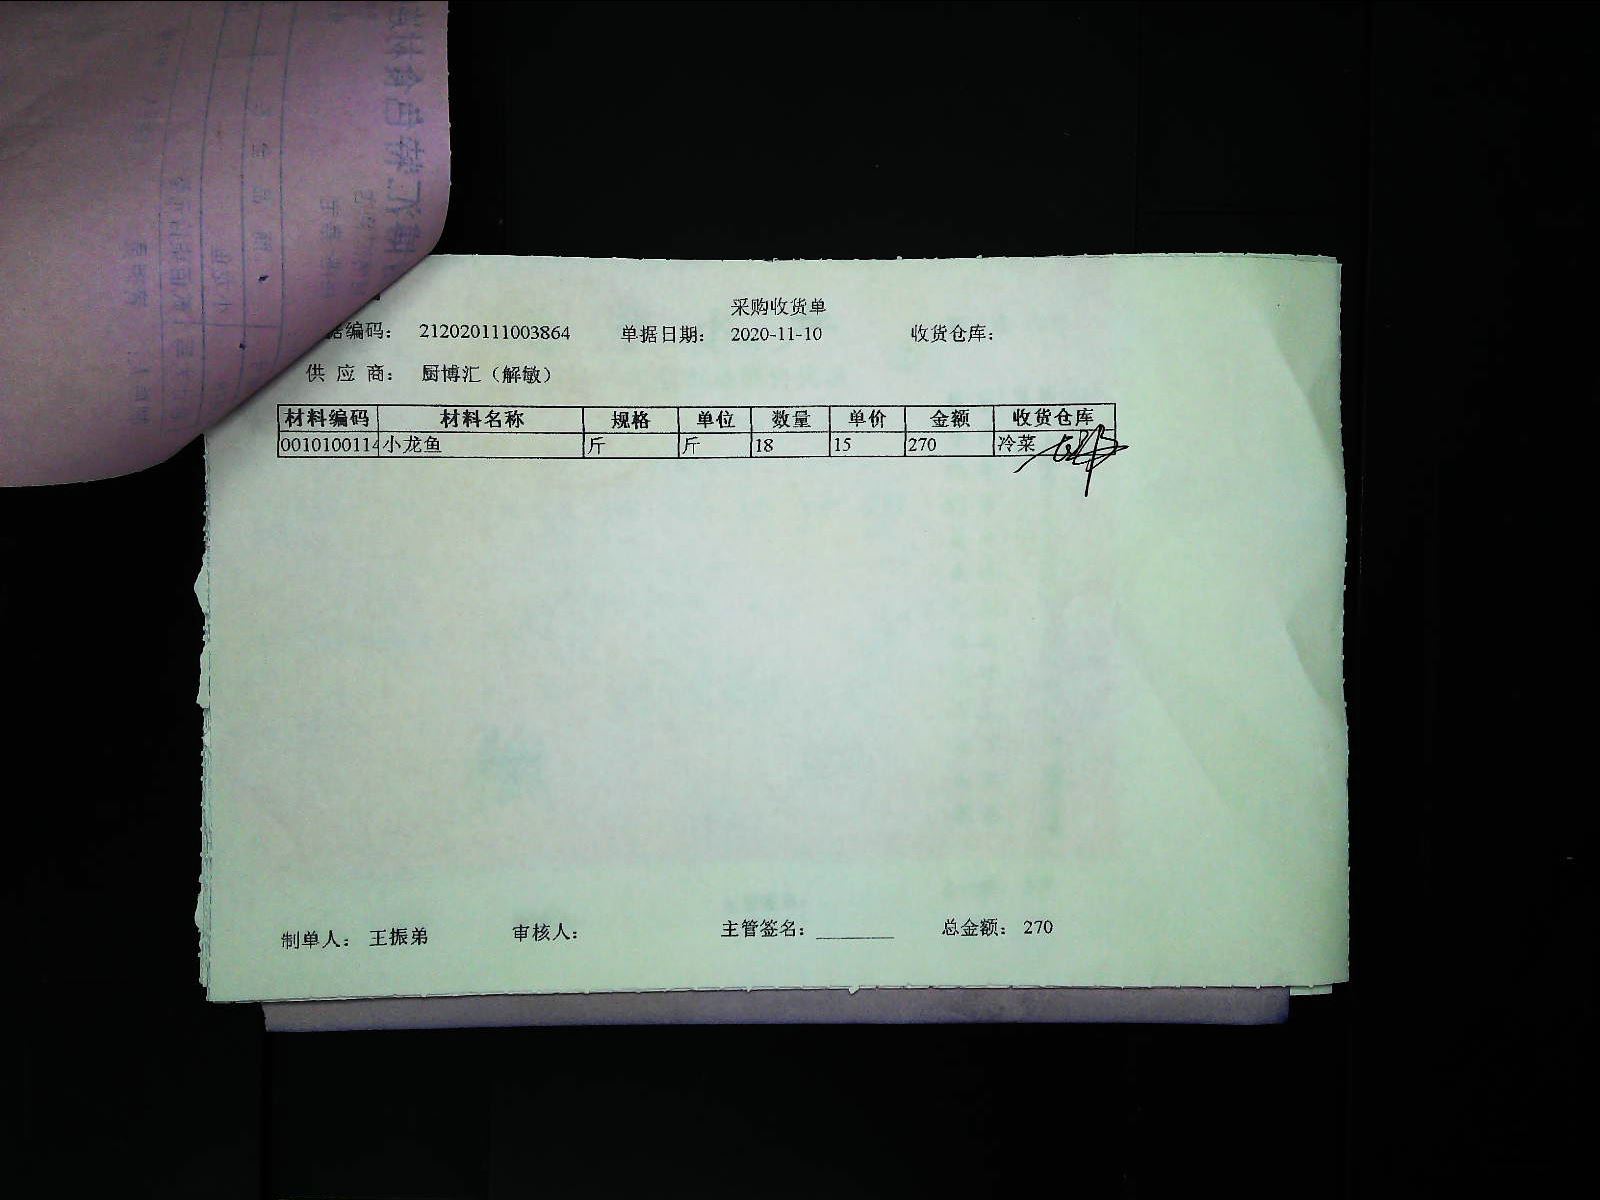 采购收货单
据编码： 212020111003864 单据日期： 2020-11-10 收货仓库：
供 应 商： 厨博汇（解敏）
材料编码 材料名称 规格 单位 数量 单价 金额 收货仓库
0010100114 小龙鱼 斤 斤 18 15 270 冷菜
制单人： 王振弟 审核人： 主管签名： ________ 总金额： 270